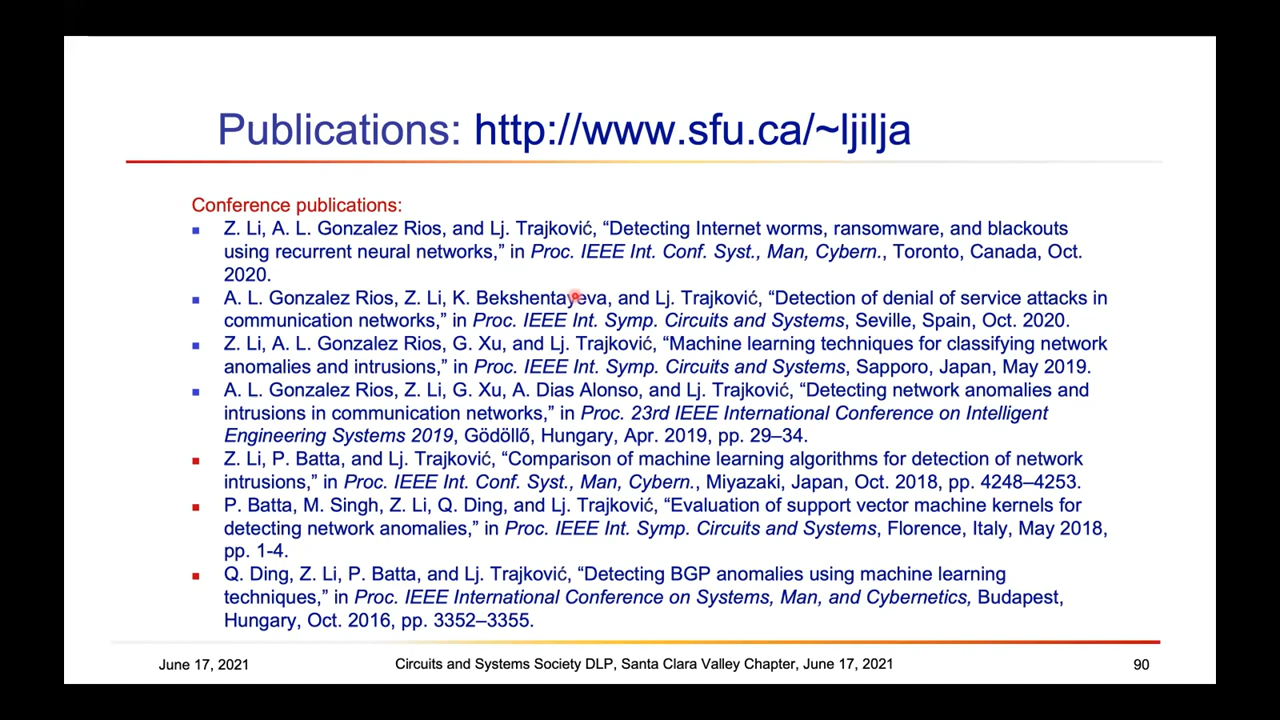 Publications: http://www.sfu.ca/~ljilja
Conference publications:
Z. Li, A. L. Gonzalez Rios, and Lj. Trajković, “Detecting Internet worms, ransomware, and blackouts
using recurrent neural networks,” in Proc. IEEE Int. Conf. Syst., Man, Cybern., Toronto, Canada, Oct.
2020.
A. L. Gonzalez Rios, Z. Li, K. Bekshentayeva, and Lj. Trajković, “Detection of denial of service attacks in
communication networks,” in Proc. IEEE Int. Symp. Circuits and Systems, Seville, Spain, Oct. 2020.
Z. Li, A. L. Gonzalez Rios, G. Xu, and Lj. Trajković, “Machine learning techniques for classifying network
anomalies and intrusions,” in Proc. IEEE Int. Symp. Circuits and Systems, Sapporo, Japan, May 2019.
A. L. Gonzalez Rios, Z. Li, G. Xu, A. Dias Alonso, and Lj. Trajković, “Detecting network anomalies and
intrusions in communication networks,” in Proc. 23rd IEEE International Conference on Intelligent
Engineering Systems 2019, Gödöllő, Hungary, Apr. 2019, pp. 29–34.
Z. Li, P. Batta, and Lj. Trajković, “Comparison of machine learning algorithms for detection of network
intrusions,” in Proc. IEEE Int. Conf. Syst., Man, Cybern., Miyazaki, Japan, Oct. 2018, pp. 4248–4253.
P. Batta, M. Singh, Z. Li, Q. Ding, and Lj. Trajković, “Evaluation of support vector machine kernels for
detecting network anomalies,” in Proc. IEEE Int. Symp. Circuits and Systems, Florence, Italy, May 2018,
pp. 1-4.
Q. Ding, Z. Li, P. Batta, and Lj. Trajković, “Detecting BGP anomalies using machine learning
techniques,” in Proc. IEEE International Conference on Systems, Man, and Cybernetics, Budapest,
Hungary, Oct. 2016, pp. 3352–3355.
June 17, 2021
Circuits and Systems Society DLP, Santa Clara Valley Chapter, June 17, 2021
90